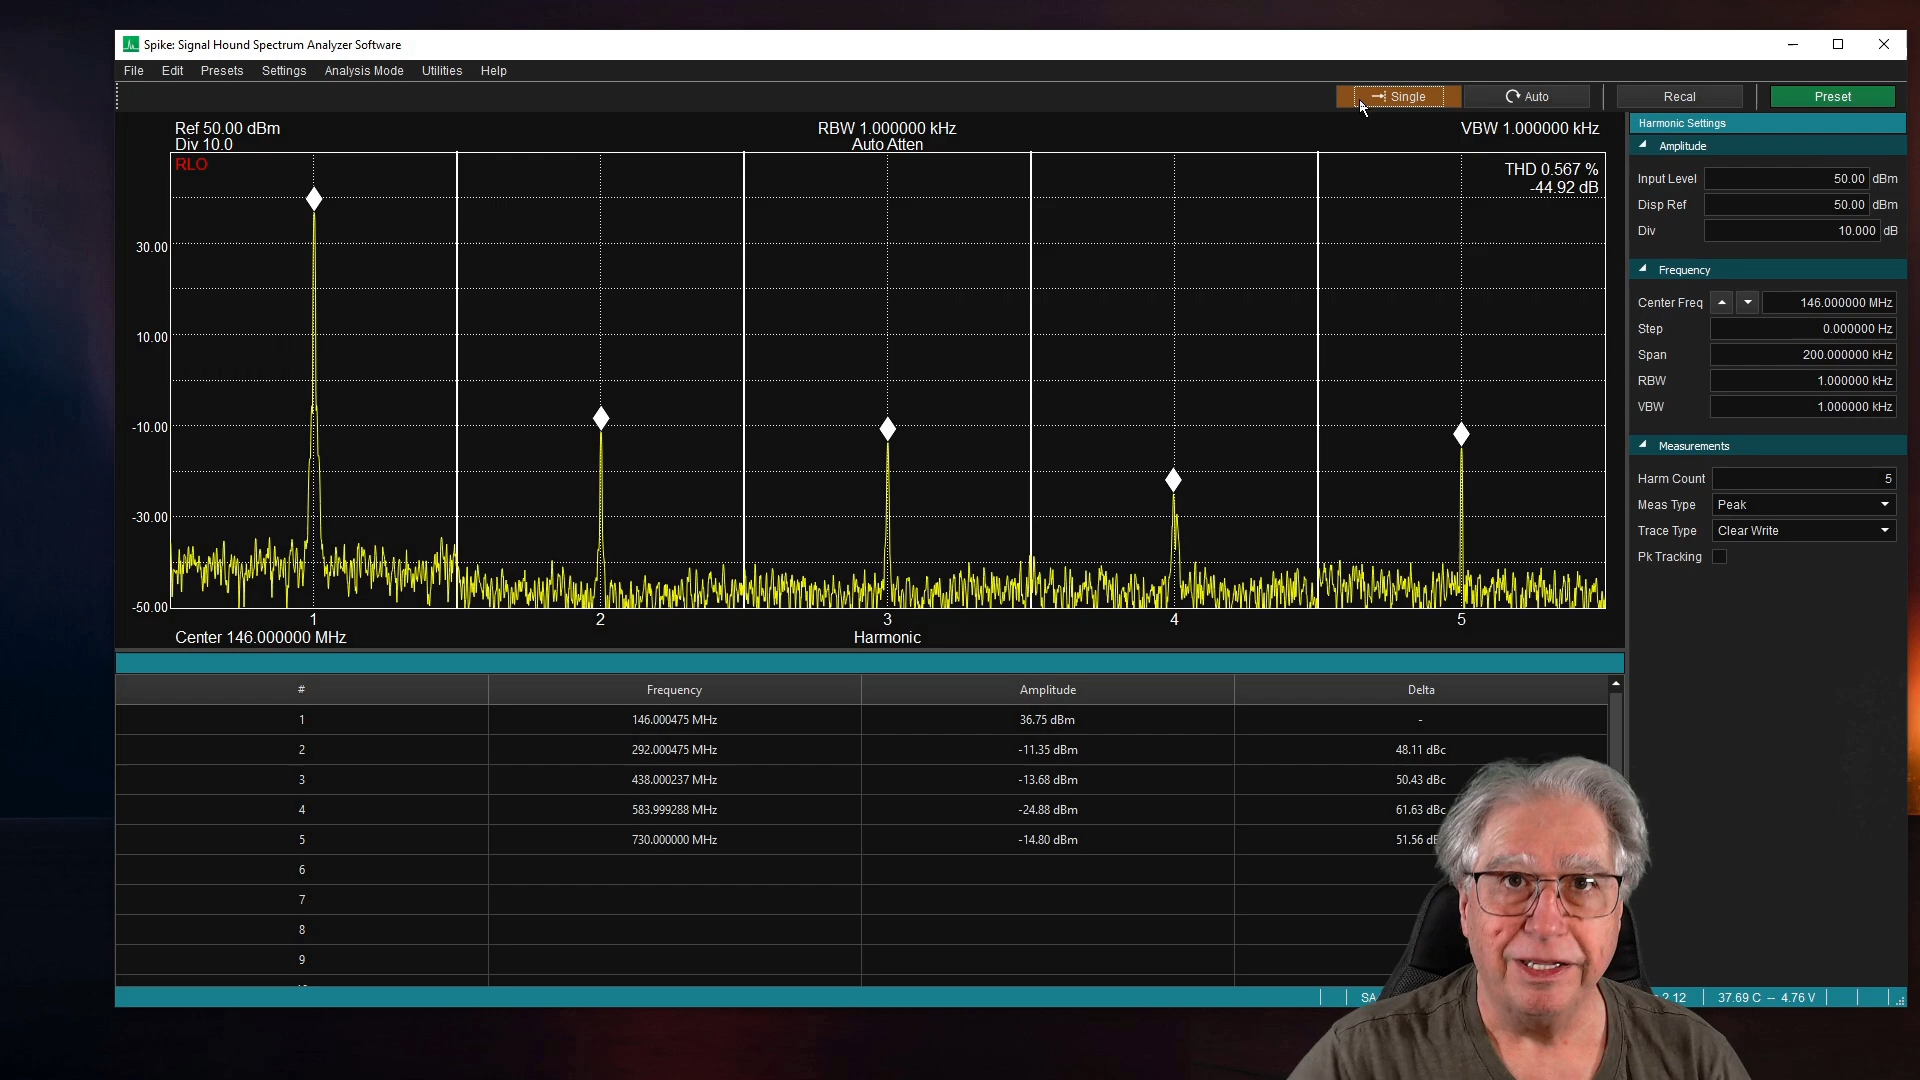 Spike: Signal Hound Spectrum Analyzer Software
File Edit Presets Settings Analysis Mode Utilities Help
Single Auto Recal Preset
Ref 50.00 dBm RBW 1.000000 kHz VBW 1.000000 kHz
Div 10.0 Auto Atten
RLO
THD 0.567 %
-44.92 dB
30.00
10.00
-10.00
-30.00
-50.00
1 2 3 4 5
Center 146.000000 MHz Harmonic
Harmonic Settings
Amplitude
Input Level 50.00 dBm
Disp Ref 50.00 dBm
Div 10.000 dB
Frequency
Center Freq 146.000000 MHz
Step 0.000000 Hz
Span 200.000000 kHz
RBW 1.000000 kHz
VBW 1.000000 kHz
Measurements
Harm Count 5
Meas Type Peak
Trace Type Clear Write
Pk Tracking
# Frequency Amplitude Delta
1 146.000475 MHz 36.75 dBm -
2 292.000475 MHz -11.35 dBm 48.11 dBc
3 438.000237 MHz -13.68 dBm 50.43 dBc
4 583.999288 MHz -24.88 dBm 61.63 dBc
5 730.000000 MHz -14.80 dBm 51.56
6
7
8
9
SA 2.12 37.69 C -- 4.76 V